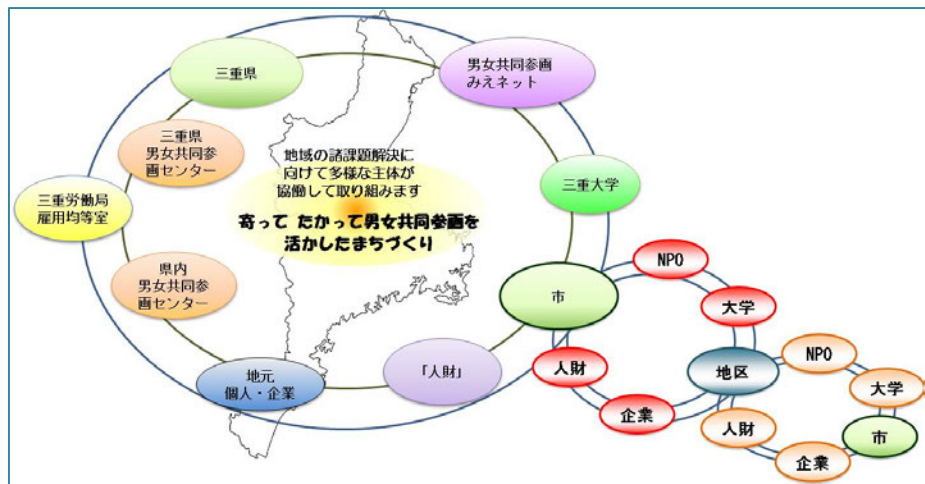 三重県
男女共同参画
みえネット
三重県
男女共同参
画センター
地域の諸課題解決に
向けて多様な主体が
協働して取り組みます
三重大学
三重労働局
雇用均等室
寄って たかって男女共同参画を
活かしたまちづくり
県内
男女共同参
画センター
市
NPO
大学
人財
地区
NPO
地元
個人・企業
「人財」
大学
企業
人財
市
企業